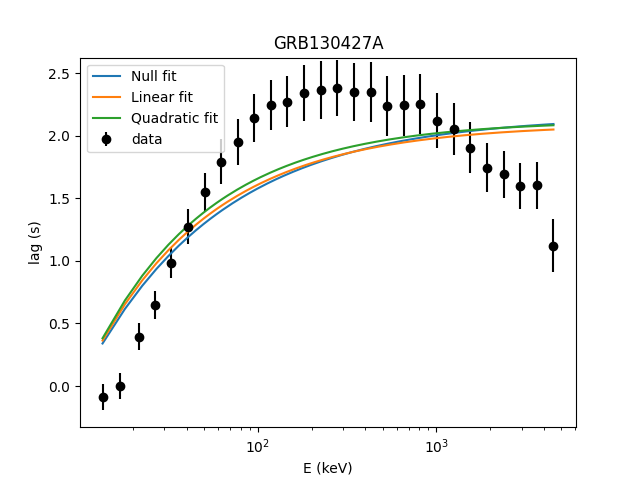 GRB130427A
Null fit
Linear fit
Quadratic fit
data
lag (s)
2.5
2.0
1.5
1.0
0.5
0.0
10²
10³
E (keV)